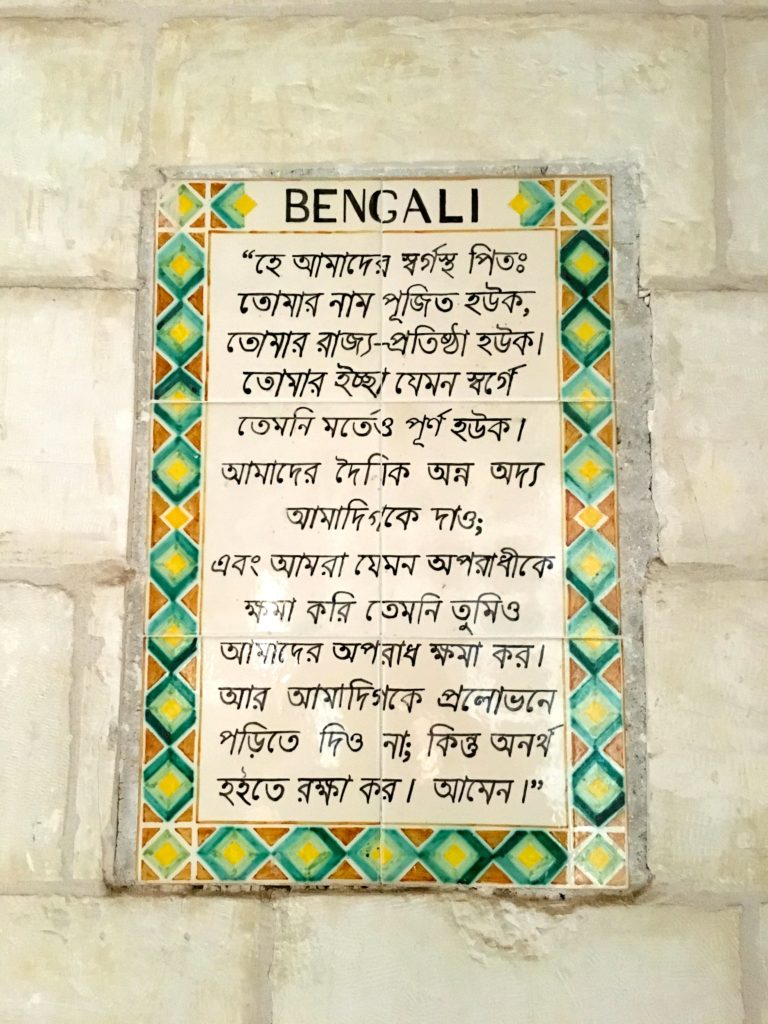 BENGALI
“হে আমাদের স্বর্গস্থ পিতঃ
তোমার নাম পূজিত হউক,
তোমার রাজ্য--প্রতিষ্ঠা হউক।
তোমার ইচ্ছা যেমন স্বর্গে
তেমনি মর্তেও পূর্ণ হউক।
আমাদের দৈনিক অন্ন অদ্য
আমাদিগকে দাও;
এবং আমরা যেমন অপরাধীকে
ক্ষমা করি তেমনি তুমিও
আমাদের অপরাধ ক্ষমা কর।
আর আমাদিগকে প্রলোভনে
পড়িতে দিও না; কিন্তু অনর্থ
হইতে রক্ষা কর। আমেন।”